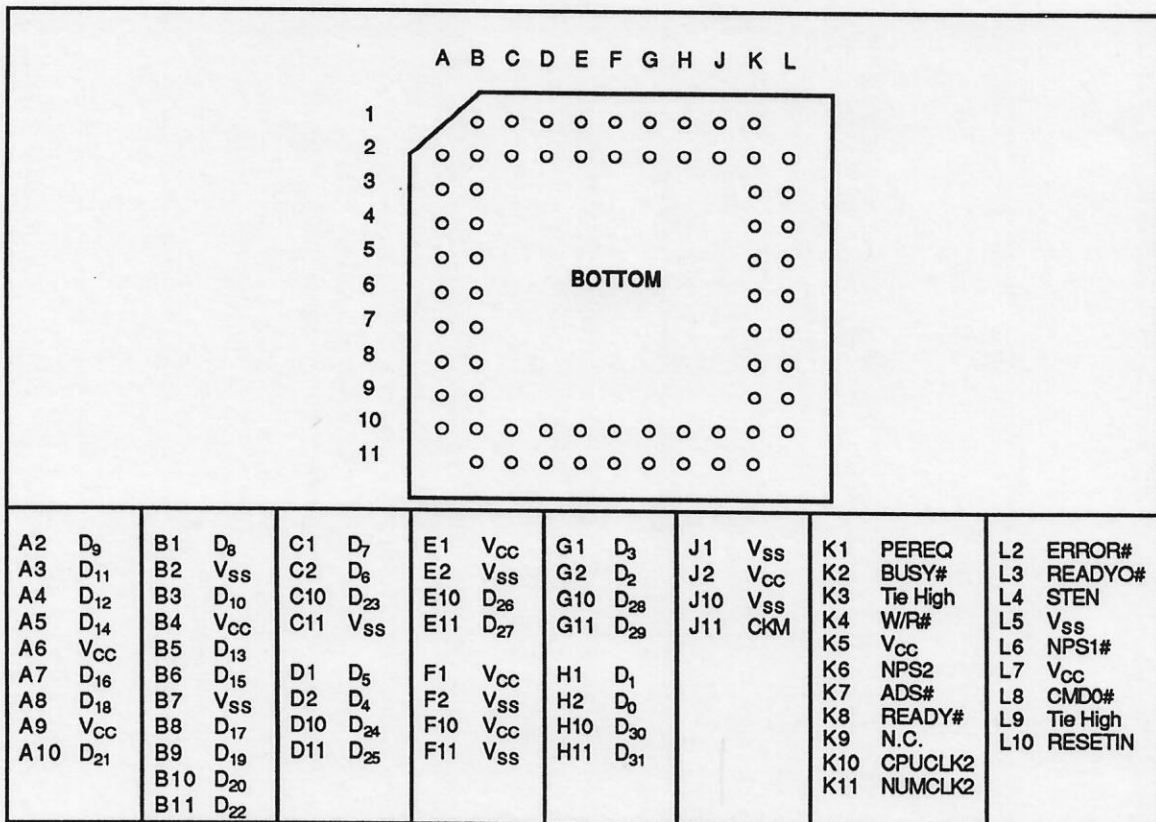 A B C D E F G H J K L
1
2
3
4
5
6
7
8
9
10
11
BOTTOM
A2 D9
A3 D11
A4 D12
A5 D14
A6 VCC
A7 D16
A8 D18
A9 VCC
A10 D21
B1 D8
B2 VSS
B3 D10
B4 VCC
B5 D13
B6 D15
B7 VSS
B8 D17
B9 D19
B10 D20
B11 D22
C1 D7
C2 D6
C10 D23
C11 VSS
D1 D5
D2 D4
D10 D24
D11 D25
E1 VCC
E2 VSS
E10 D26
E11 D27
F1 VCC
F2 VSS
F10 VCC
F11 VSS
G1 D3
G2 D2
G10 D28
G11 D29
H1 D1
H2 D0
H10 D30
H11 D31
J1 VSS
J2 VCC
J10 VSS
J11 CKM
K1 PEREQ
K2 BUSY#
K3 Tie High
K4 W/R#
K5 VCC
K6 NPS2
K7 ADS#
K8 READY#
K9 N.C.
K10 CPUCLK2
K11 NUMCLK2
L2 ERROR#
L3 READYO#
L4 STEN
L5 VSS
L6 NPS1#
L7 VCC
L8 CMD0#
L9 Tie High
L10 RESETIN